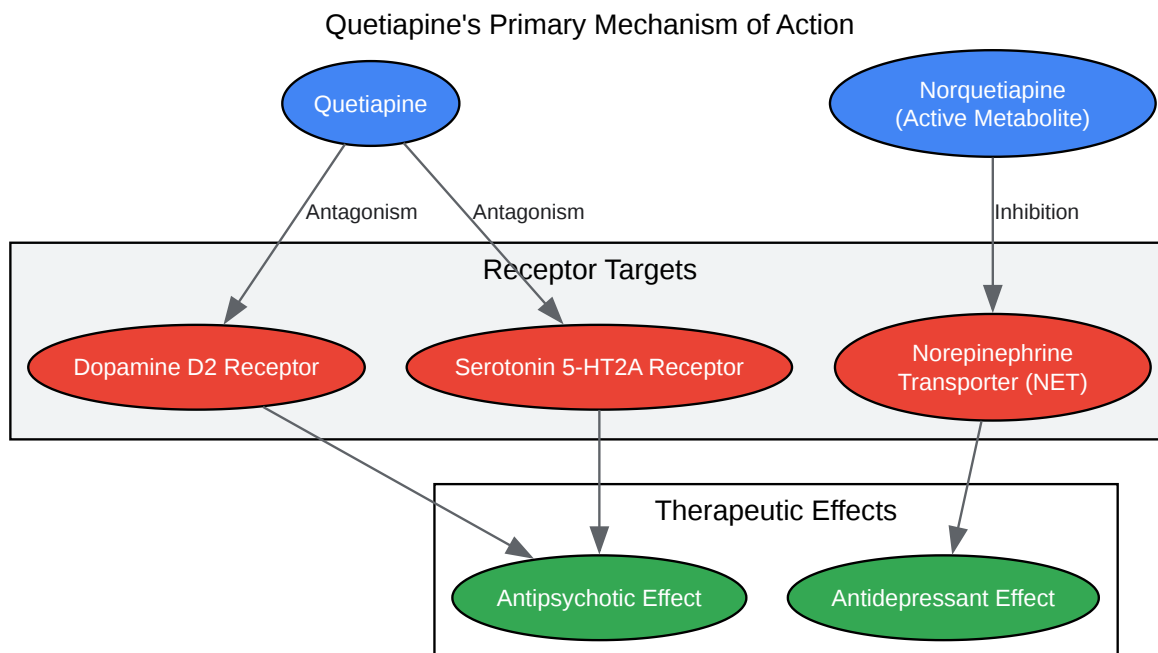 Quetiapine's Primary Mechanism of Action
Quetiapine
Norquetiapine
(Active Metabolite)
Antagonism
Antagonism
Inhibition
Receptor Targets
Dopamine D2 Receptor
Serotonin 5-HT2A Receptor
Norepinephrine
Transporter (NET)
Therapeutic Effects
Antipsychotic Effect
Antidepressant Effect